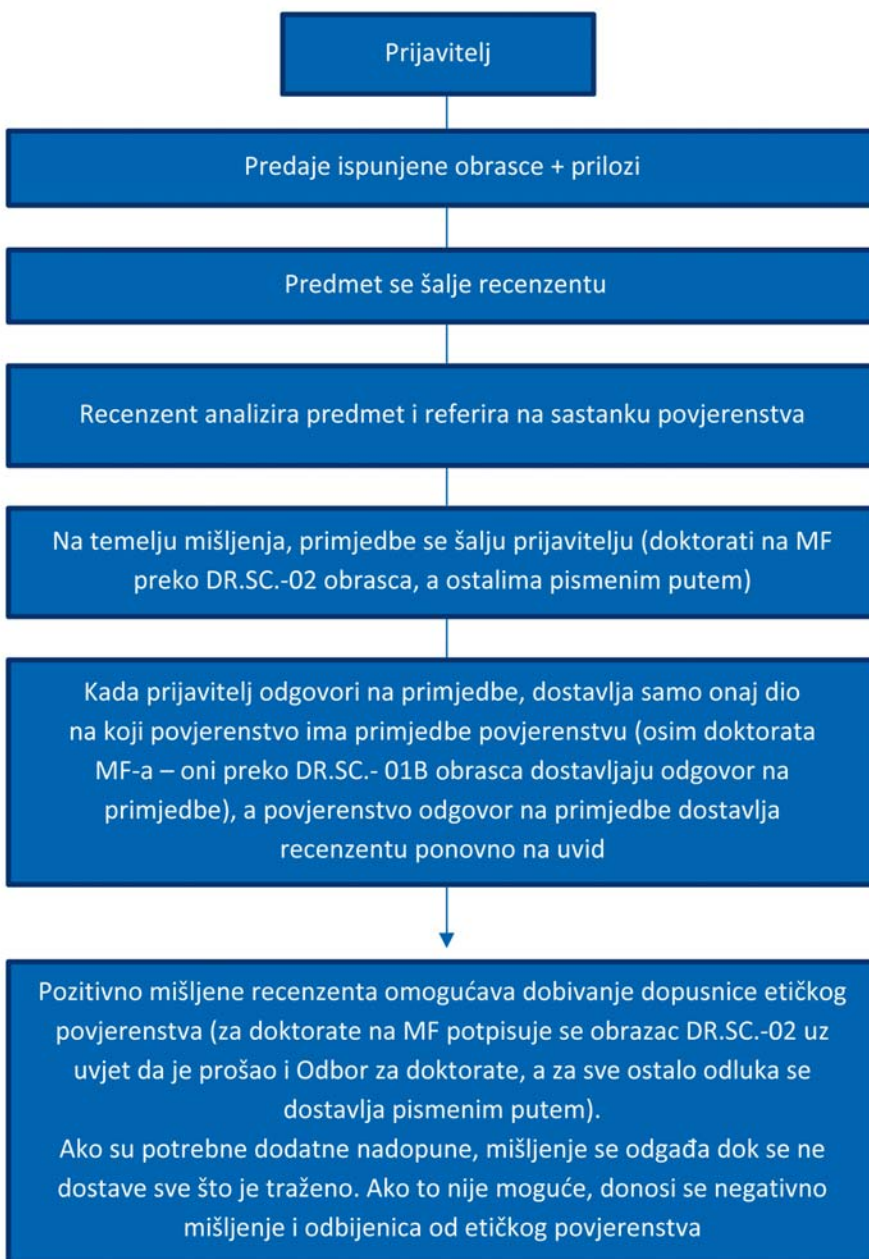 Prijavitelj
Predaje ispunjene obrasce + prilozi
Predmet se šalje recenzentu
Recenzent analizira predmet i referira na sastanku povjerenstva
Na temelju mišljenja, primjedbe se šalju prijavitelju (doktorati na MF
preko DR.SC.-02 obrasca, a ostalima pismenim putem)
Kada prijavitelj odgovori na primjedbe, dostavlja samo onaj dio
na koji povjerenstvo ima primjedbe povjerenstvu (osim doktorata
MF-a – oni preko DR.SC.- 01B obrasca dostavljaju odgovor na
primjedbe), a povjerenstvo odgovor na primjedbe dostavlja
recenzentu ponovno na uvid
Pozitivno mišljene recenzenta omogućava dobivanje dopusnice etičkog
povjerenstva (za doktorate na MF potpisuje se obrazac DR.SC.-02 uz
uvjet da je prošao i Odbor za doktorate, a za sve ostalo odluka se
dostavlja pismenim putem).
Ako su potrebne dodatne nadopune, mišljenje se odgađa dok se ne
dostave sve što je traženo. Ako to nije moguće, donosi se negativno
mišljenje i odbijenica od etičkog povjerenstva